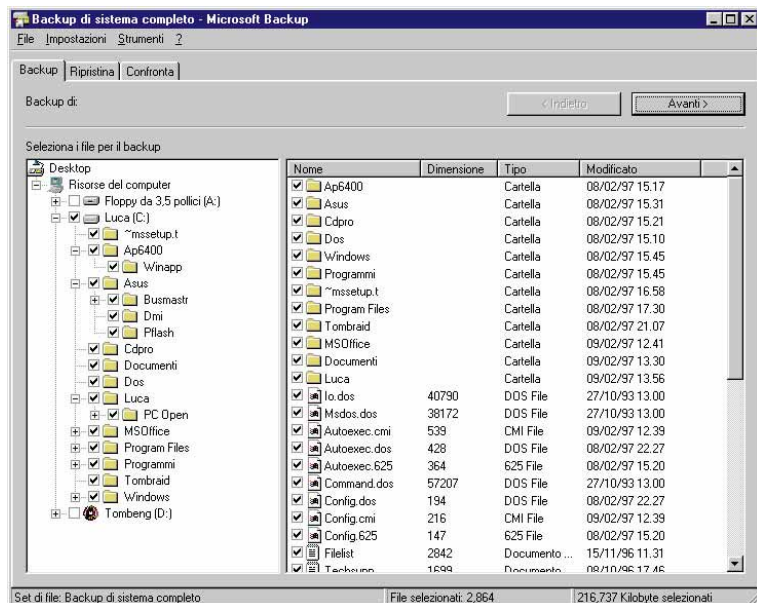 Backup di sistema completo - Microsoft Backup
File Impostazioni Strumenti ?
Backup Ripristina Confronta
Backup di:
< Indietro
Avanti >
Seleziona i file per il backup
Desktop
Risorse del computer
Floppy da 3,5 pollici (A:)
Luca (C:)
~mssetup.t
Ap6400
Winapp
Asus
Busmastr
Dmi
Pflash
Cdpro
Documenti
Dos
Luca
PC Open
MSOffice
Program Files
Programmi
Tombraid
Windows
Tombeng (D:)
Nome Dimensione Tipo Modificato
Ap6400 Cartella 08/02/97 15.17
Asus Cartella 08/02/97 15.31
Cdpro Cartella 08/02/97 15.21
Dos Cartella 08/02/97 15.10
Windows Cartella 08/02/97 15.45
Programmi Cartella 08/02/97 15.45
~mssetup.t Cartella 08/02/97 16.58
Program Files Cartella 08/02/97 17.30
Tombraid Cartella 08/02/97 21.07
MSOffice Cartella 09/02/97 12.41
Documenti Cartella 09/02/97 13.30
Luca Cartella 09/02/97 13.56
Io.dos 40790 DOS File 27/10/93 13.00
Msdos.dos 38172 DOS File 27/10/93 13.00
Autoexec.cmi 539 CMI File 09/02/97 12.39
Autoexec.dos 428 DOS File 08/02/97 22.27
Autoexec.625 364 625 File 08/02/97 15.20
Command.dos 57207 DOS File 27/10/93 13.00
Config.dos 194 DOS File 08/02/97 22.27
Config.cmi 216 CMI File 09/02/97 12.39
Config.625 147 625 File 08/02/97 15.20
Filelist 2842 Documento ... 15/11/96 11.31
Techsupp 1699 Documento 08/10/96 17.46
Set di file: Backup di sistema completo
File selezionati: 2,864
216,737 Kilobyte selezionati